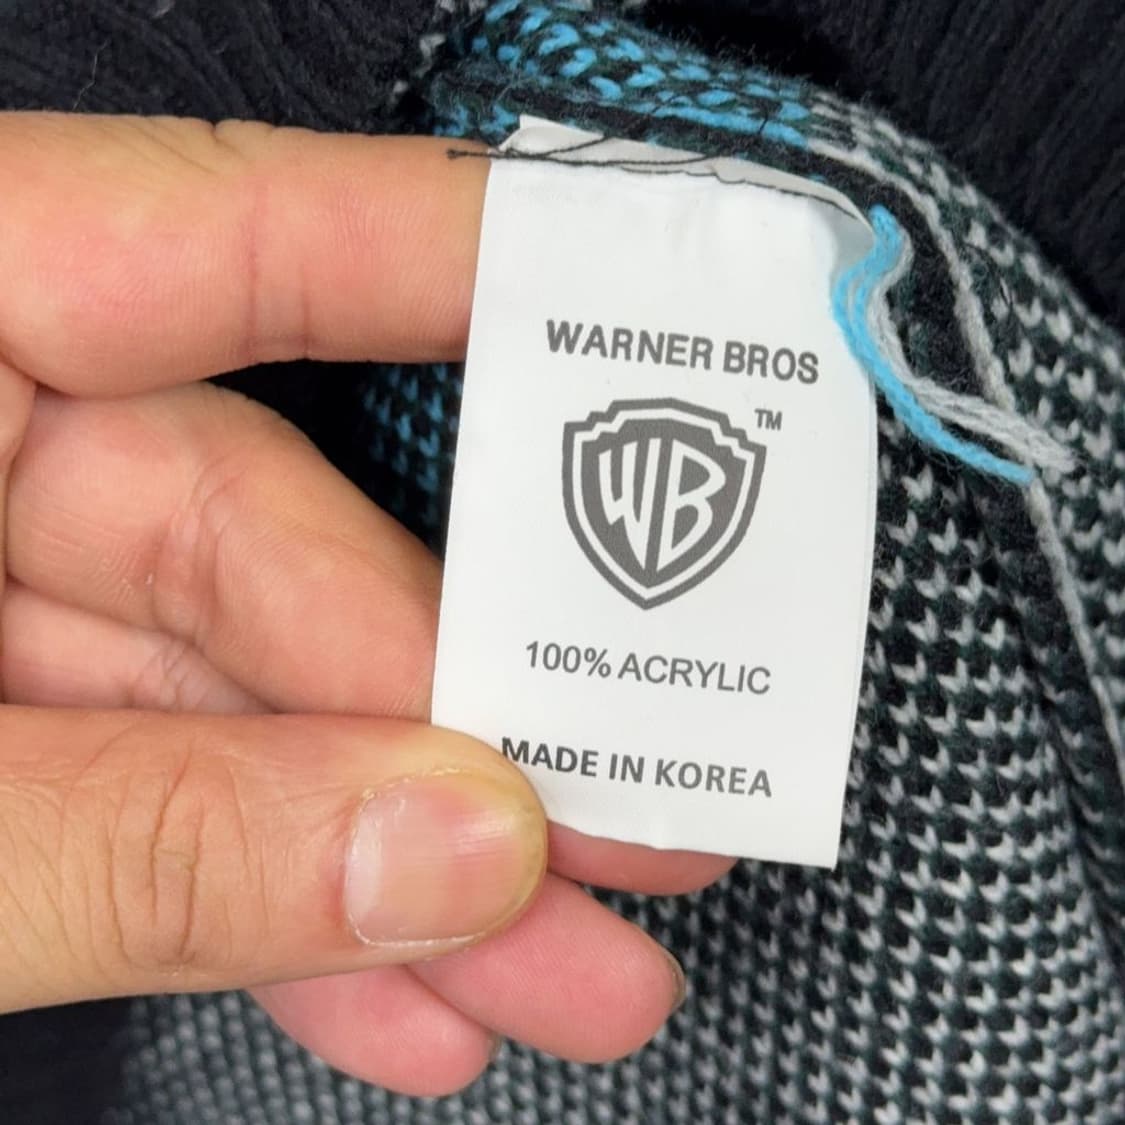 WARNER BROS
WB
TM
100% ACRYLIC
MADE IN KOREA